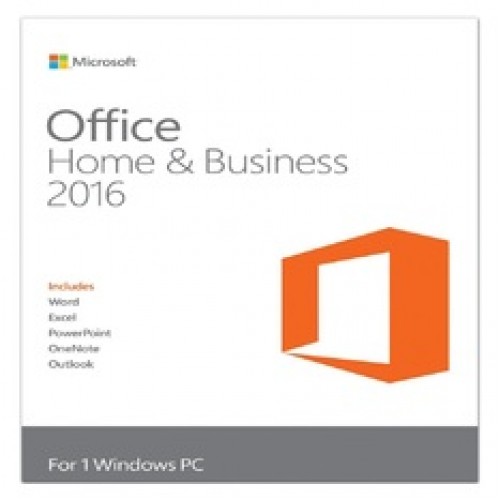 Microsoft
Office
Home & Business
2016
Includes
Word
Excel
PowerPoint
OneNote
Outlook
For 1 Windows PC